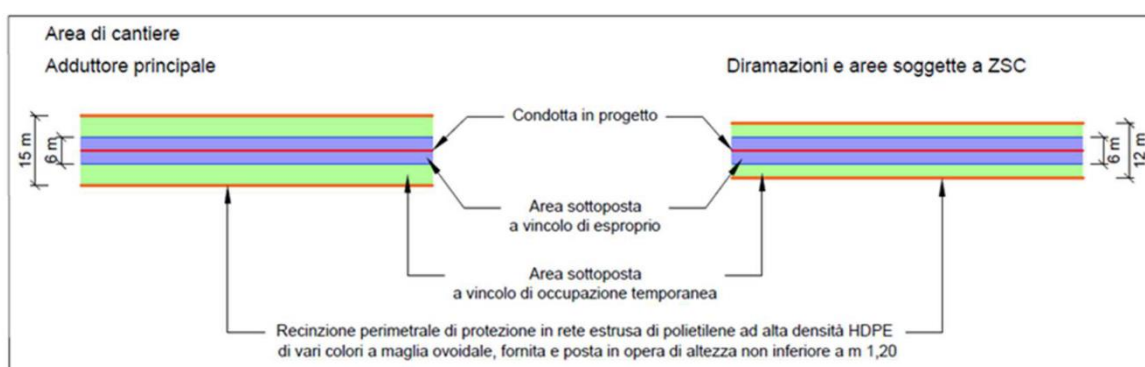 Area di cantiere
Adduttore principale
Diramazioni e aree soggette a ZSC
Condotta in progetto
15 m
6 m
6 m
12 m
Area sottoposta
a vincolo di esproprio
Area sottoposta
a vincolo di occupazione temporanea
Recinzione perimetrale di protezione in rete estrusa di polietilene ad alta densità HDPE
di vari colori a maglia ovoidale, fornita e posta in opera di altezza non inferiore a m 1,20